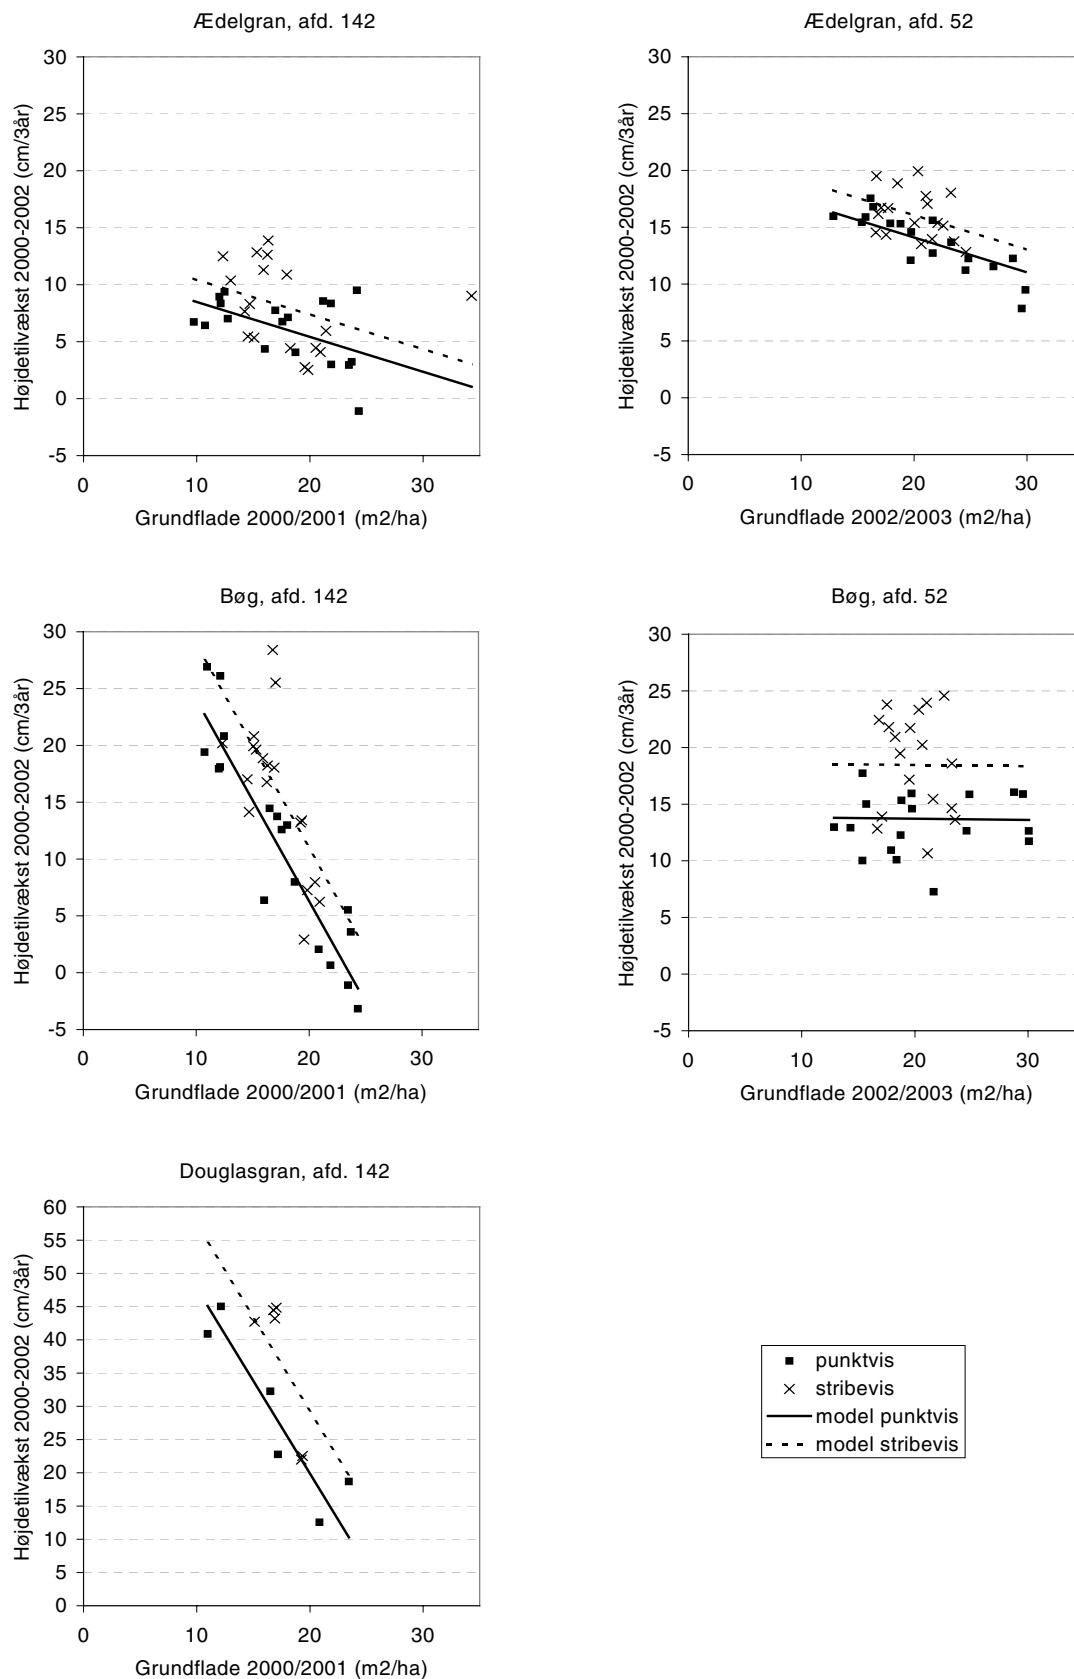 Ædelgran, afd. 142
30
25
20
15
10
5
0
-5
0 10 20 30
Højdetilvækst 2000-2002 (cm/3år)
Grundflade 2000/2001 (m2/ha)
Ædelgran, afd. 52
30
25
20
15
10
5
0
-5
0 10 20 30
Højdetilvækst 2000-2002 (cm/3år)
Grundflade 2002/2003 (m2/ha)
Bøg, afd. 142
30
25
20
15
10
5
0
-5
0 10 20 30
Højdetilvækst 2000-2002 (cm/3år)
Grundflade 2000/2001 (m2/ha)
Bøg, afd. 52
30
25
20
15
10
5
0
-5
0 10 20 30
Højdetilvækst 2000-2002 (cm/3år)
Grundflade 2002/2003 (m2/ha)
Douglasgran, afd. 142
60
55
50
45
40
35
30
25
20
15
10
5
0
0 10 20 30
Højdetilvækst 2000-2002 (cm/3år)
Grundflade 2000/2001 (m2/ha)
punktvis
stribevis
model punktvis
model stribevis